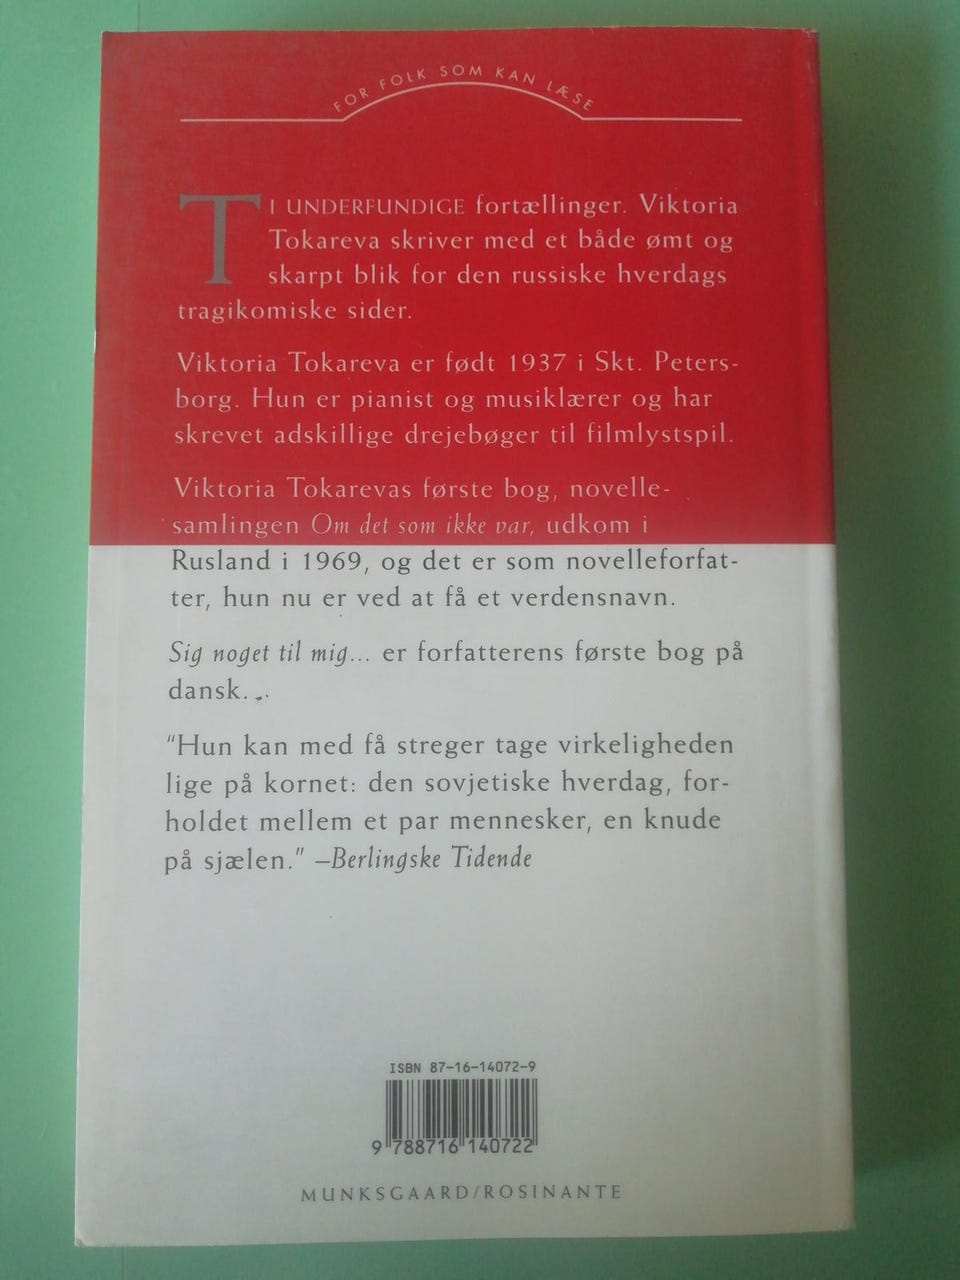 FOR FOLK SOM KAN LÆSE
TI UNDERFUNDIGE fortællinger. Viktoria
Tokareva skriver med et både ømt og
skarpt blik for den russiske hverdags
tragikomiske sider.
Viktoria Tokareva er født 1937 i Skt. Peters-
borg. Hun er pianist og musiklærer og har
skrevet adskillige drejebøger til filmlystspil.
Viktoria Tokarevas første bog, novelle-
samlingen Om det som ikke var, udkom i
Rusland i 1969, og det er som novelleforfat-
ter, hun nu er ved at få et verdensnavn.
Sig noget til mig... er forfatterens første bog på
dansk.
"Hun kan med få streger tage virkeligheden
lige på kornet: den sovjetiske hverdag, for-
holdet mellem et par mennesker, en knude
på sjælen." –Berlingske Tidende
ISBN 87-16-14072-9
9 788716 140722
MUNKSGAARD/ROSINANTE